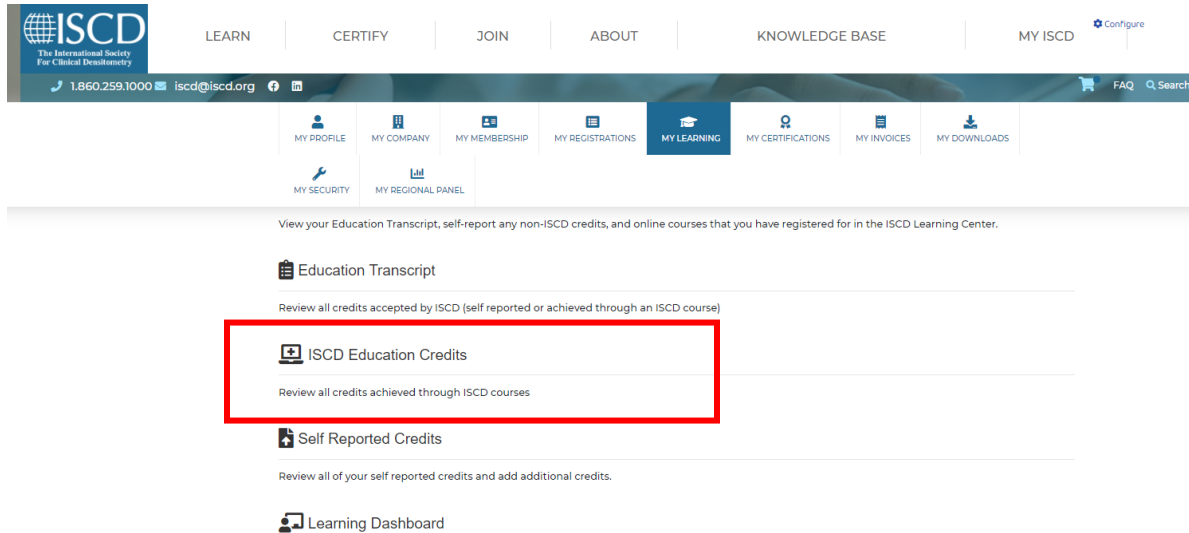 ISCD
The International Society
For Clinical Densitometry
LEARN CERTIFY JOIN ABOUT KNOWLEDGE BASE MY ISCD Configure
1.860.259.1000 iscd@iscd.org FAQ Search
MY PROFILE MY COMPANY MY MEMBERSHIP MY REGISTRATIONS MY LEARNING MY CERTIFICATIONS MY INVOICES MY DOWNLOADS
MY SECURITY MY REGIONAL PANEL
View your Education Transcript, self-report any non-ISCD credits, and online courses that you have registered for in the ISCD Learning Center.
Education Transcript
Review all credits accepted by ISCD (self reported or achieved through an ISCD course)
ISCD Education Credits
Review all credits achieved through ISCD courses
Self Reported Credits
Review all of your self reported credits and add additional credits.
Learning Dashboard